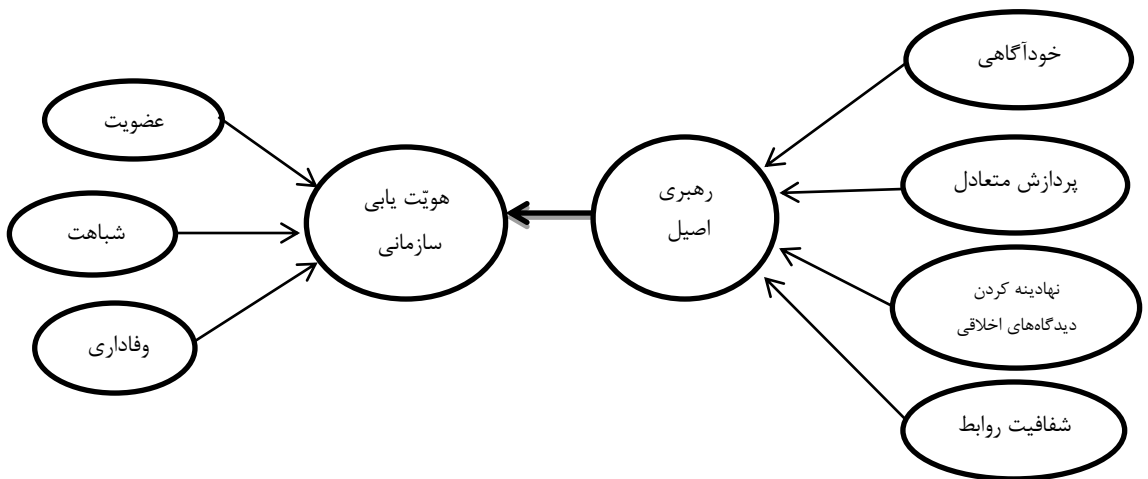 خودآگاهی
پردازش متعادل
نهادینه کردن
دیدگاه‌های اخلاقی
شفافیت روابط
رهبری
اصیل
هویّت یابی
سازمانی
عضویت
شباهت
وفاداری